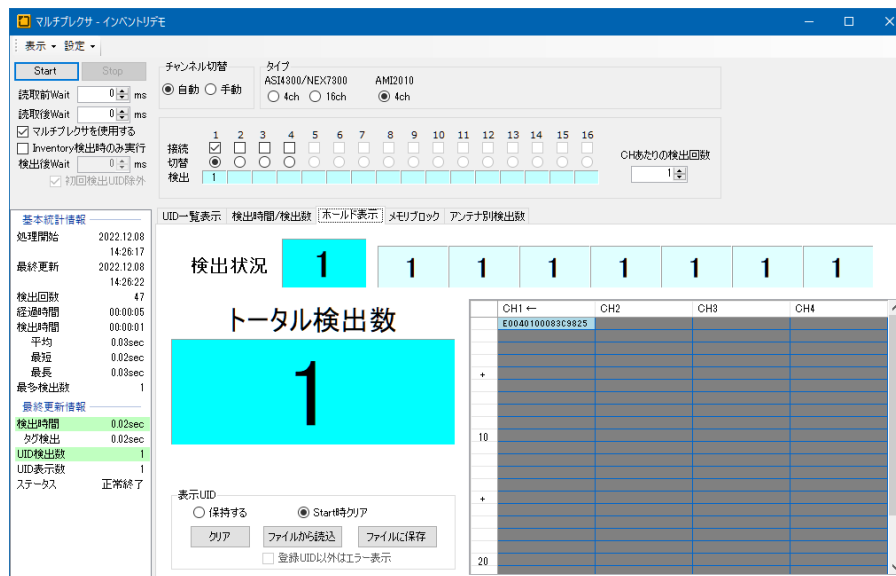 マルチプレクサ - インベントリデモ
表示 設定
Start Stop
読取前Wait 0 ms
読取後Wait 0 ms
マルチプレクサを使用する
Inventory検出時のみ実行
検出後Wait 0 ms
初回検出UID除外
チャンネル切替
自動 手動
タイプ
ASI4300/NEX7300 AMI2010
4ch 16ch 4ch
1 2 3 4 5 6 7 8 9 10 11 12 13 14 15 16
接続
切替
検出 1
CHあたりの検出回数
1
基本統計情報
処理開始 2022.12.08
14:26:17
最終更新 2022.12.08
14:26:22
検出回数 47
経過時間 00:00:05
検出時間 00:00:01
平均 0.03sec
最短 0.02sec
最長 0.03sec
最多検出数 1
最終更新情報
検出時間 0.02sec
タグ検出 0.02sec
UID検出数 1
UID表示数 1
ステータス 正常終了
UID一覧表示 検出時間/検出数 ホールド表示 メモリブロック アンテナ別検出数
検出状況 1 1 1 1 1 1 1 1
トータル検出数
1
CH1 ← CH2 CH3 CH4
E0040100083C9825
+
10
+
20
表示UID
保持する Start時クリア
クリア ファイルから読込 ファイルに保存
登録UID以外はエラー表示